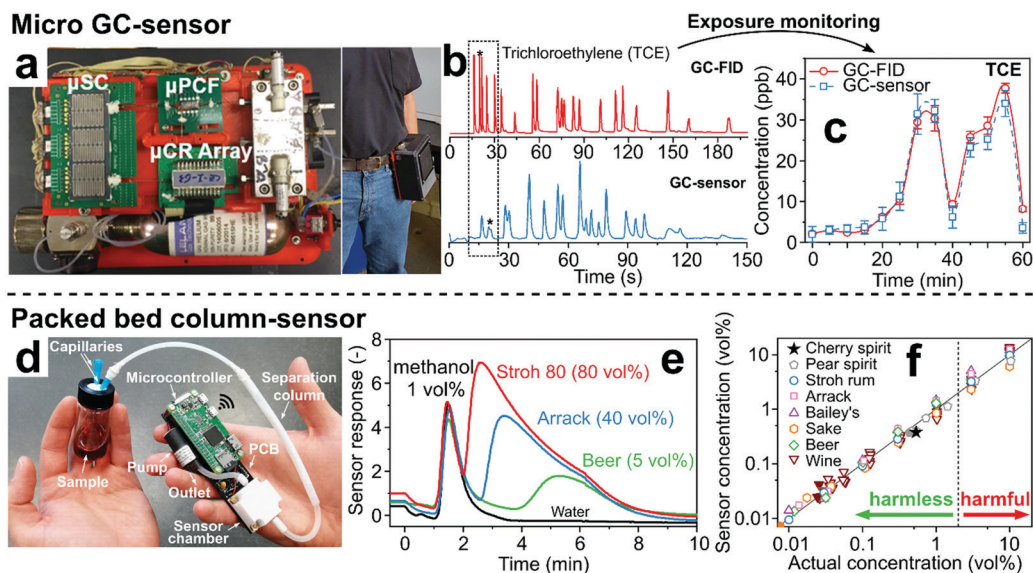 Micro GC-sensor
Exposure monitoring
a
µSC
µPCF
µCR Array
b
Trichloroethylene (TCE)
GC-FID
*
0 30 60 90 120 150 180
GC-sensor
*
0 30 60 90 120 150
Time (s)
c
GC-FID
GC-sensor
TCE
Concentration (ppb)
40
30
20
10
0
0 20 40 60
Time (min)
Packed bed column-sensor
d
Capillaries
Microcontroller
Separation
column
Pump
PCB
Sample
Outlet
Sensor
chamber
e
Sensor response (-)
8
6
4
2
0
methanol
1 vol%
Stroh 80 (80 vol%)
Arrack (40 vol%)
Beer (5 vol%)
Water
0 2 4 6 8 10
Time (min)
f
Sensor concentration (vol%)
10
1
0.1
0.01
Cherry spirit
Pear spirit
Stroh rum
Arrack
Bailey's
Sake
Beer
Wine
harmless
harmful
0.01 0.1 1 10
Actual concentration (vol%)